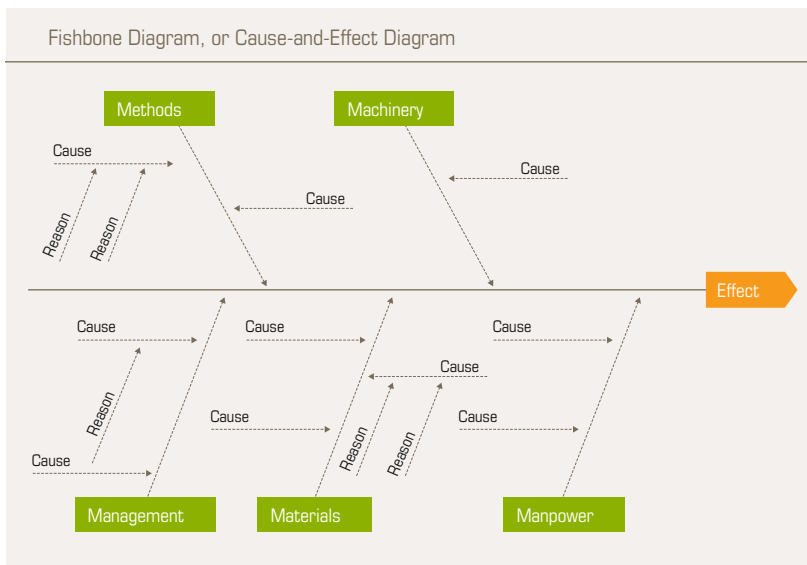 Fishbone Diagram, or Cause-and-Effect Diagram
Methods
Machinery
Cause
Cause
Cause
Reason
Reason
Effect
Cause
Cause
Cause
Cause
Reason
Cause
Cause
Reason
Reason
Cause
Management
Materials
Manpower